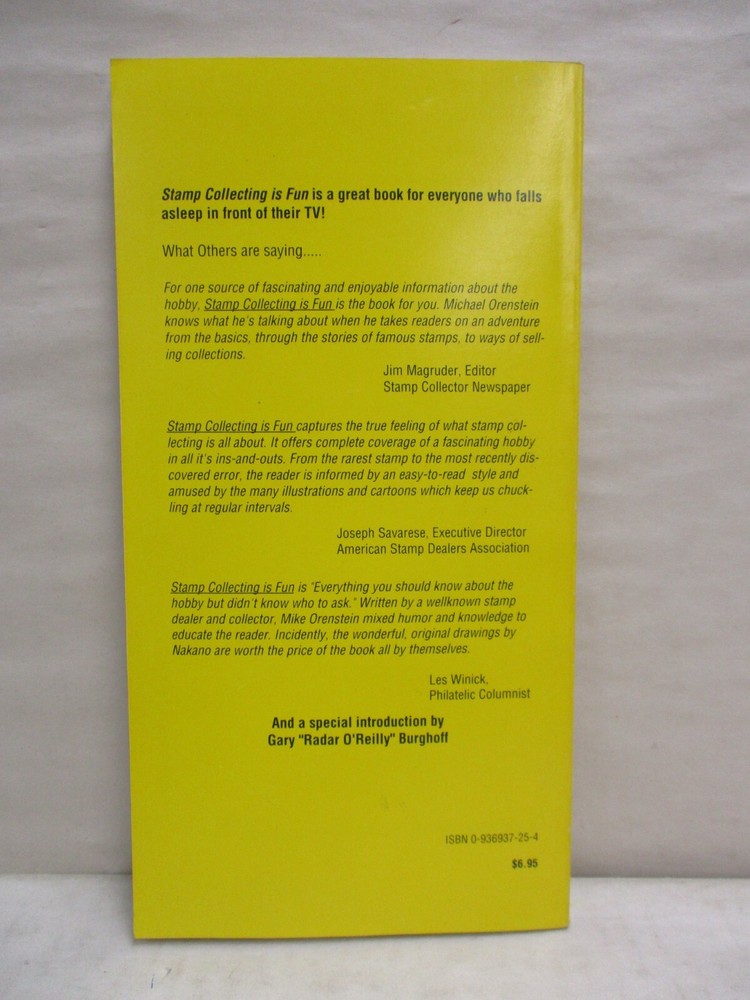 Stamp Collecting is Fun is a great book for everyone who falls
asleep in front of their TV!
What Others are saying.....
For one source of fascinating and enjoyable information about the
hobby, Stamp Collecting is Fun is the book for you. Michael Orenstein
knows what he's talking about when he takes readers on an adventure
from the basics, through the stories of famous stamps, to ways of sell-
ing collections.
Jim Magruder, Editor
Stamp Collector Newspaper
Stamp Collecting is Fun captures the true feeling of what stamp col-
lecting is all about. It offers complete coverage of a fascinating hobby
in all it's ins-and-outs. From the rarest stamp to the most recently dis-
covered error, the reader is informed by an easy-to-read style and
amused by the many illustrations and cartoons which keep us chuck-
ling at regular intervals.
Joseph Savarese, Executive Director
American Stamp Dealers Association
Stamp Collecting is Fun is "Everything you should know about the
hobby but didn't know who to ask." Written by a wellknown stamp
dealer and collector, Mike Orenstein mixed humor and knowledge to
educate the reader. Incidently, the wonderful, original drawings by
Nakano are worth the price of the book all by themselves.
Les Winick,
Philatelic Columnist
And a special introduction by
Gary "Radar O'Reilly" Burghoff
ISBN 0-936937-25-4
$6.95